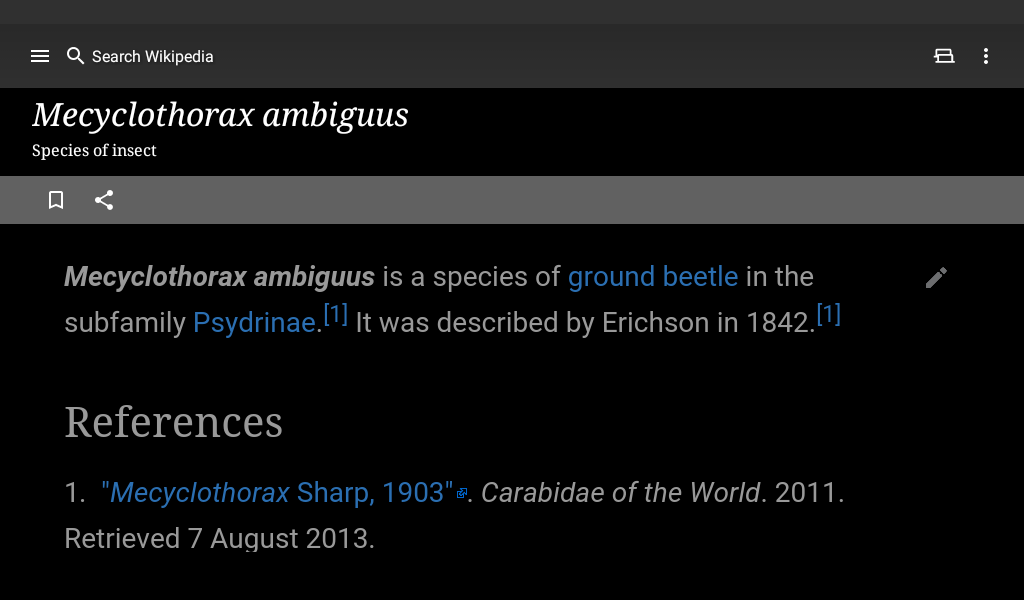 Search Wikipedia
Mecyclothorax ambiguus
Species of insect
Mecyclothorax ambiguus is a species of ground beetle in the
subfamily Psydrinae.[1] It was described by Erichson in 1842.[1]
References
1. "Mecyclothorax Sharp, 1903". Carabidae of the World. 2011.
Retrieved 7 August 2013.